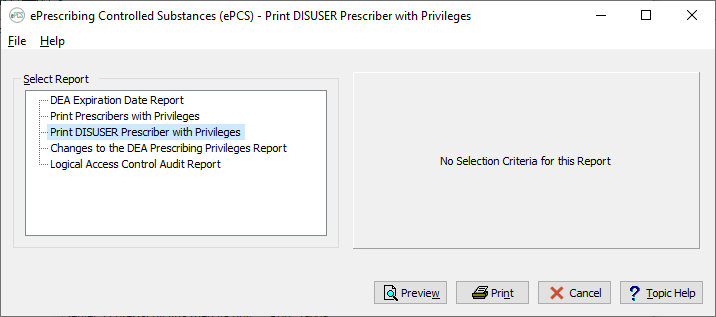 ePCS
ePrescribing Controlled Substances (ePCS) - Print DISUSER Prescriber with Privileges
File Help
Select Report
DEA Expiration Date Report
Print Prescribers with Privileges
Print DISUSER Prescriber with Privileges
Changes to the DEA Prescribing Privileges Report
Logical Access Control Audit Report
No Selection Criteria for this Report
Preview Print Cancel Topic Help